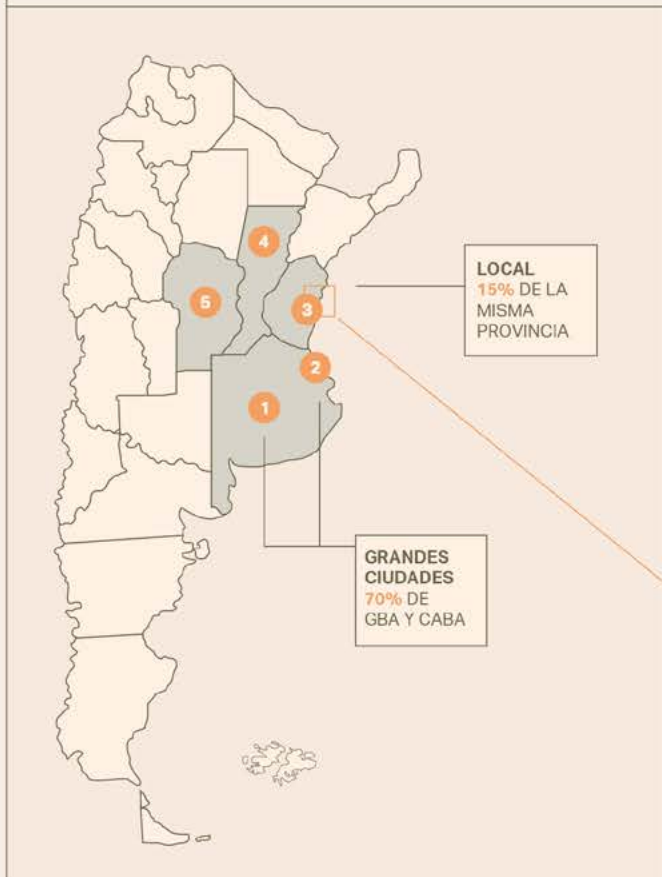 4
5
3
2
1
LOCAL
15% DE LA
MISMA
PROVINCIA
GRANDES
CIUDADES
70% DE
GBA Y CABA